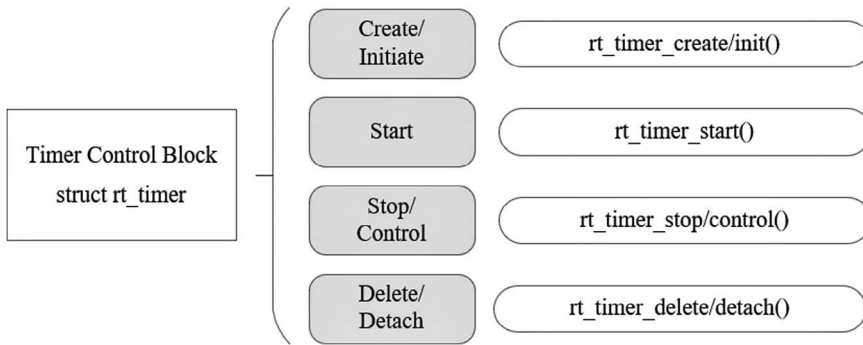 Timer Control Block
struct rt_timer
Create/
Initiate
rt_timer_create/init()
Start
rt_timer_start()
Stop/
Control
rt_timer_stop/control()
Delete/
Detach
rt_timer_delete/detach()